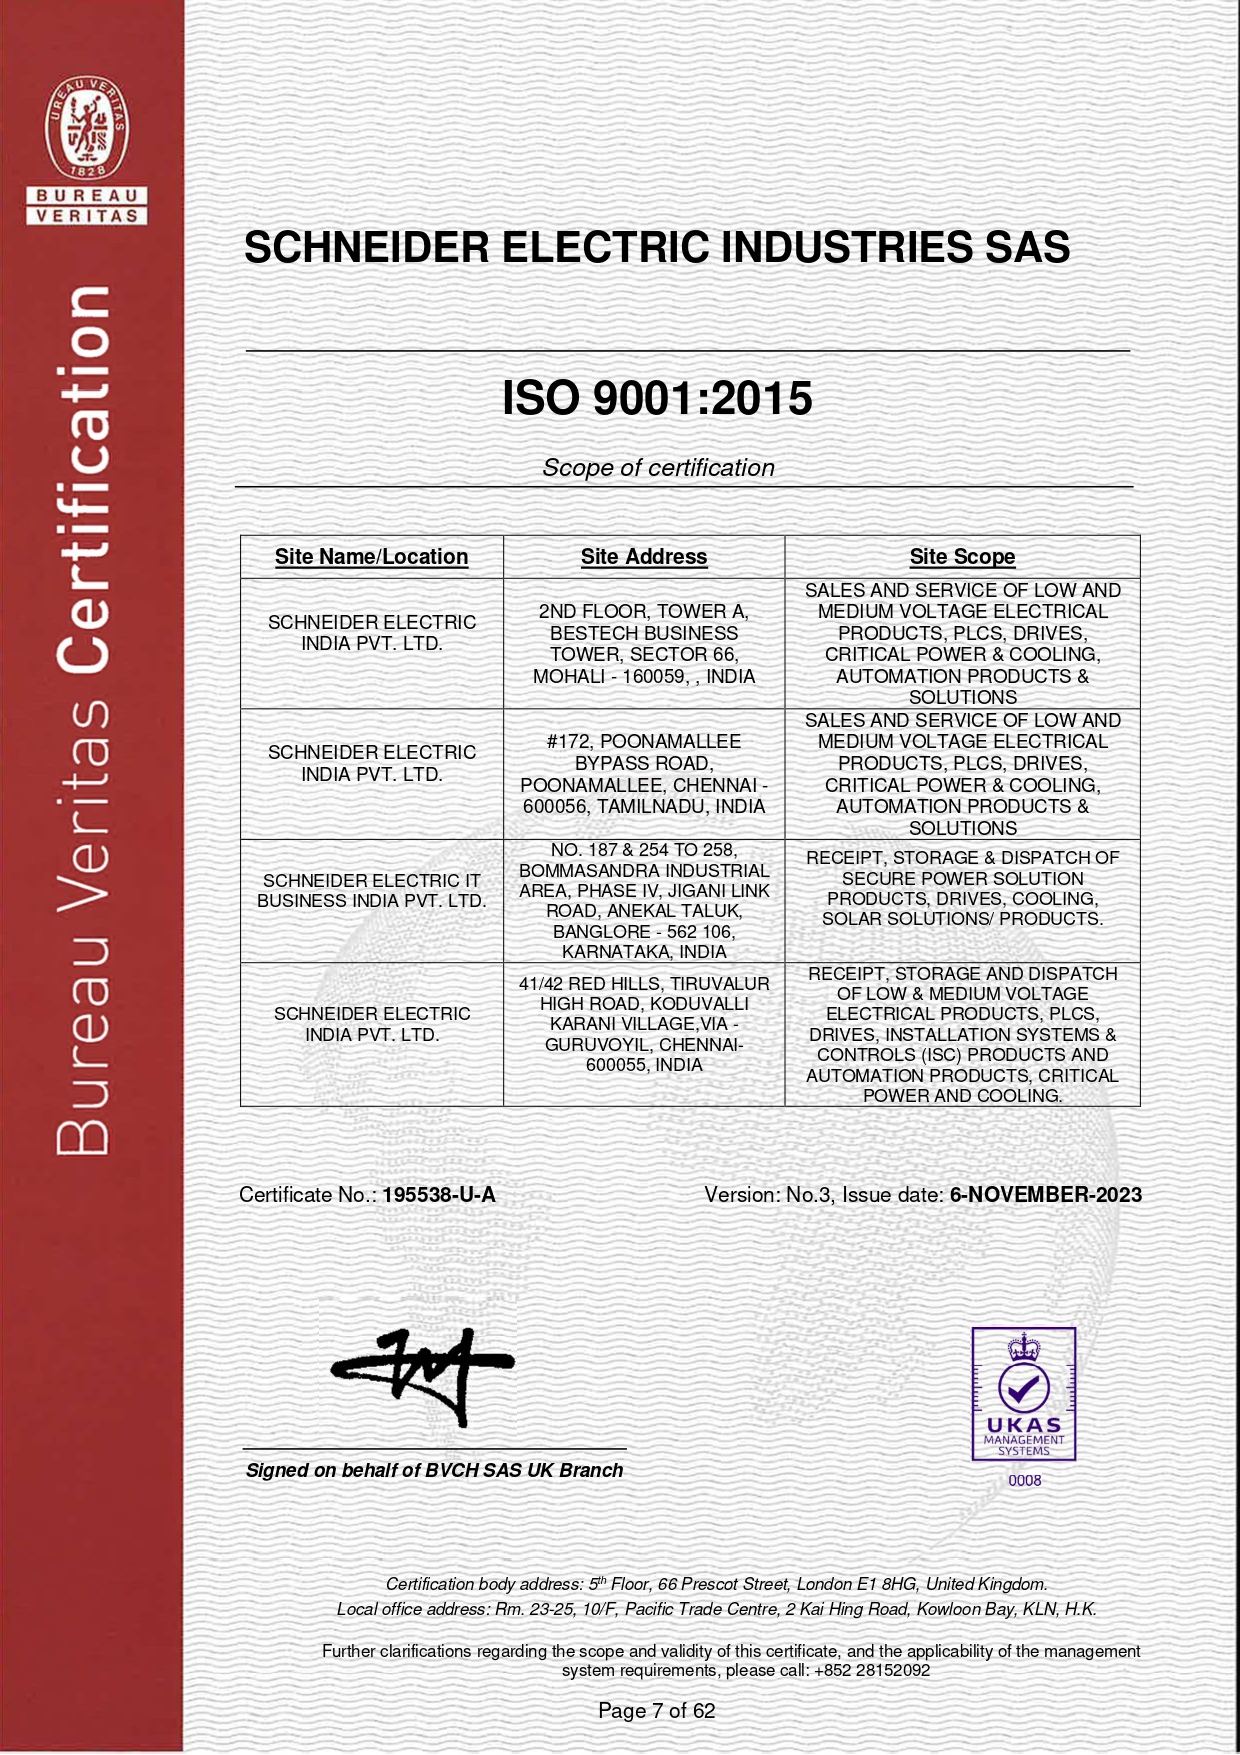 BUREAU VERITAS
1828
BUREAU
VERITAS
Bureau Veritas Certification
SCHNEIDER ELECTRIC INDUSTRIES SAS
ISO 9001:2015
Scope of certification
Site Name/Location
Site Address
Site Scope
SCHNEIDER ELECTRIC
INDIA PVT. LTD.
2ND FLOOR, TOWER A,
BESTECH BUSINESS
TOWER, SECTOR 66,
MOHALI - 160059, , INDIA
SALES AND SERVICE OF LOW AND
MEDIUM VOLTAGE ELECTRICAL
PRODUCTS, PLCS, DRIVES,
CRITICAL POWER & COOLING,
AUTOMATION PRODUCTS &
SOLUTIONS
SCHNEIDER ELECTRIC
INDIA PVT. LTD.
#172, POONAMALLEE
BYPASS ROAD,
POONAMALLEE, CHENNAI -
600056, TAMILNADU, INDIA
SALES AND SERVICE OF LOW AND
MEDIUM VOLTAGE ELECTRICAL
PRODUCTS, PLCS, DRIVES,
CRITICAL POWER & COOLING,
AUTOMATION PRODUCTS &
SOLUTIONS
SCHNEIDER ELECTRIC IT
BUSINESS INDIA PVT. LTD.
NO. 187 & 254 TO 258,
BOMMASANDRA INDUSTRIAL
AREA, PHASE IV, JIGANI LINK
ROAD, ANEKAL TALUK,
BANGLORE - 562 106,
KARNATAKA, INDIA
RECEIPT, STORAGE & DISPATCH OF
SECURE POWER SOLUTION
PRODUCTS, DRIVES, COOLING,
SOLAR SOLUTIONS/ PRODUCTS.
SCHNEIDER ELECTRIC
INDIA PVT. LTD.
41/42 RED HILLS, TIRUVALUR
HIGH ROAD, KODUVALLI
KARANI VILLAGE,VIA -
GURUVOYIL, CHENNAI-
600055, INDIA
RECEIPT, STORAGE AND DISPATCH
OF LOW & MEDIUM VOLTAGE
ELECTRICAL PRODUCTS, PLCS,
DRIVES, INSTALLATION SYSTEMS &
CONTROLS (ISC) PRODUCTS AND
AUTOMATION PRODUCTS, CRITICAL
POWER AND COOLING.
Certificate No.: 195538-U-A
Version: No.3, Issue date: 6-NOVEMBER-2023
Signed on behalf of BVCH SAS UK Branch
UKAS
MANAGEMENT
SYSTEMS
0008
Certification body address: 5th Floor, 66 Prescot Street, London E1 8HG, United Kingdom.
Local office address: Rm. 23-25, 10/F, Pacific Trade Centre, 2 Kai Hing Road, Kowloon Bay, KLN, H.K.
Further clarifications regarding the scope and validity of this certificate, and the applicability of the management
system requirements, please call: +852 28152092
Page 7 of 62